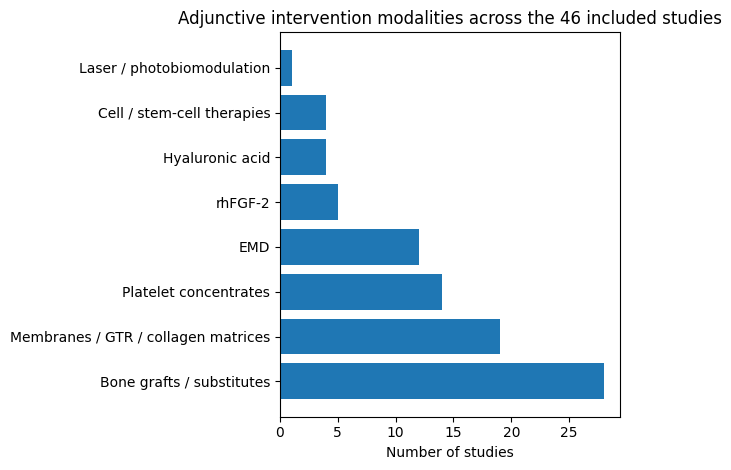 Adjunctive intervention modalities across the 46 included studies
Laser / photobiomodulation
Cell / stem-cell therapies
Hyaluronic acid
rhFGF-2
EMD
Platelet concentrates
Membranes / GTR / collagen matrices
Bone grafts / substitutes
0 5 10 15 20 25
Number of studies